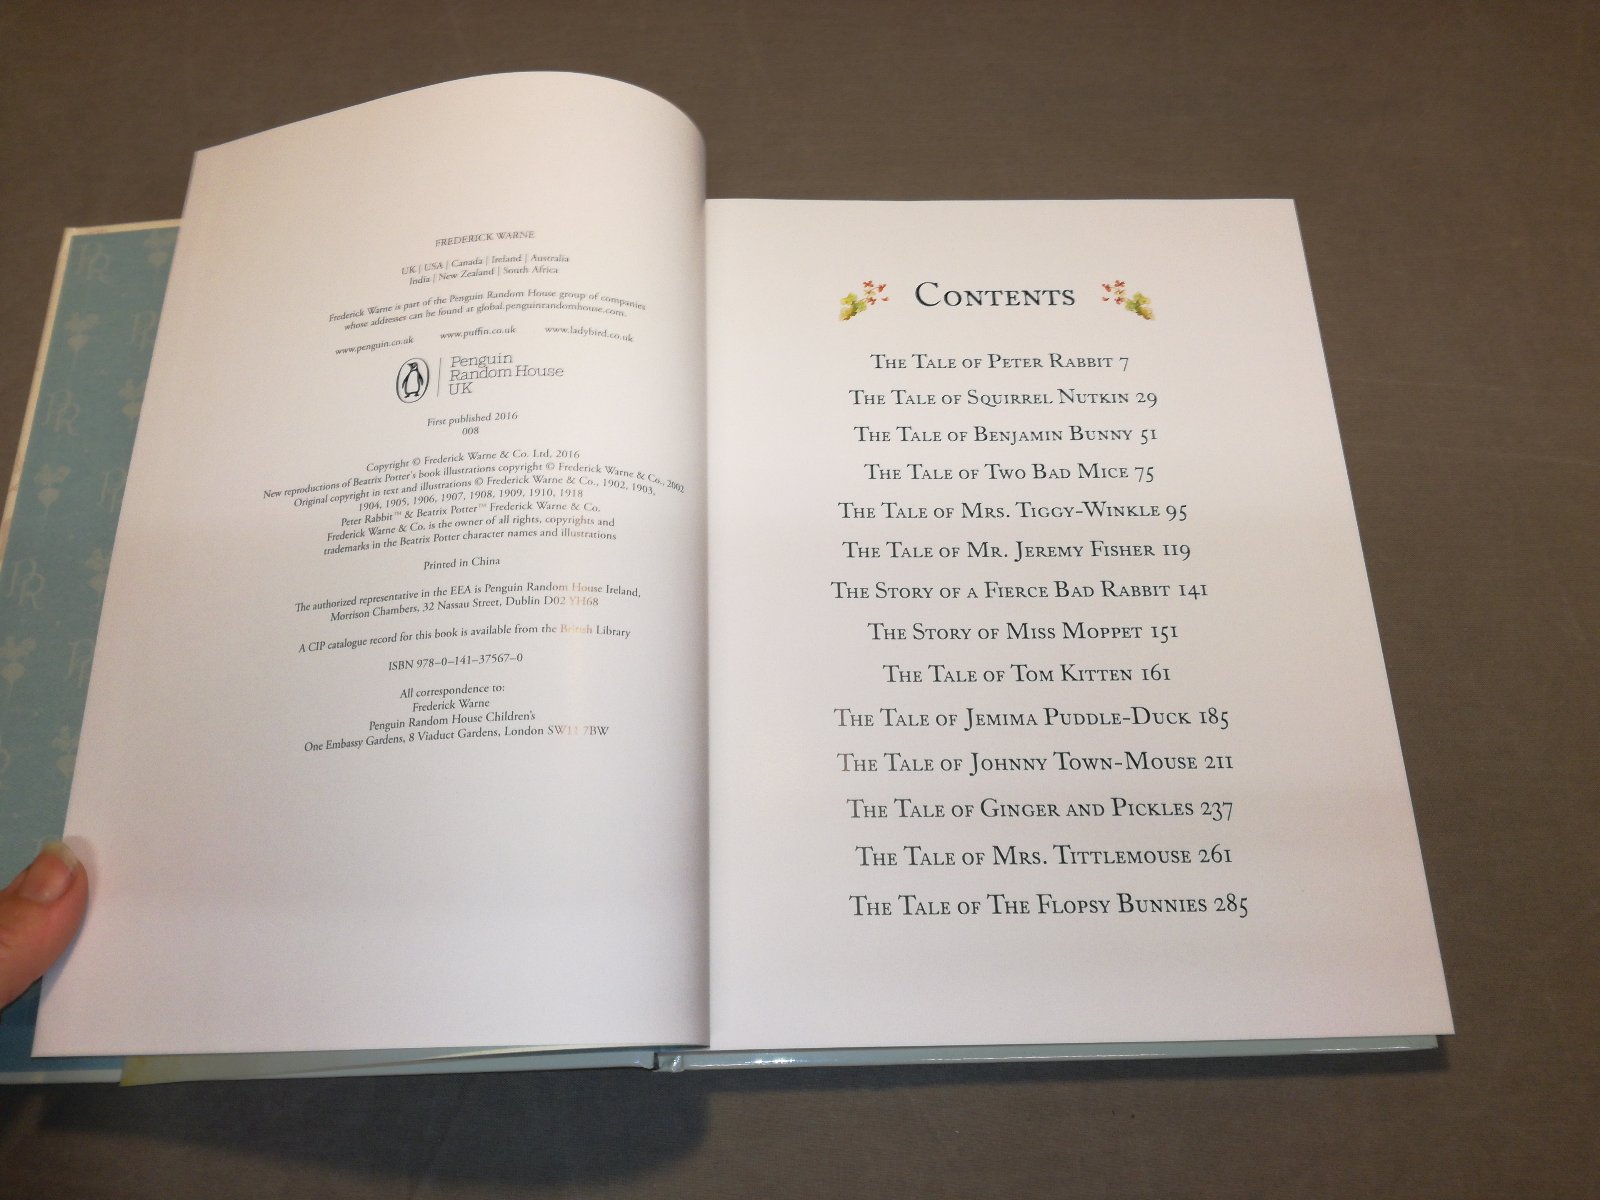 FREDERICK WARNE
UK | USA | Canada | Ireland | Australia
India | New Zealand | South Africa
Frederick Warne is part of the Penguin Random House group of companies
whose addresses can be found at global.penguinrandomhouse.com.
www.penguin.co.uk www.puffin.co.uk www.ladybird.co.uk
Penguin
Random House
UK
First published 2016
008
Copyright © Frederick Warne & Co. Ltd, 2016
New reproductions of Beatrix Potter's book illustrations copyright © Frederick Warne & Co., 2002
Original copyright in text and illustrations © Frederick Warne & Co., 1902, 1903,
1904, 1905, 1906, 1907, 1908, 1909, 1910, 1918
Peter Rabbit™ & Beatrix Potter™ Frederick Warne & Co.
Frederick Warne & Co. is the owner of all rights, copyrights and
trademarks in the Beatrix Potter character names and illustrations
Printed in China
The authorized representative in the EEA is Penguin Random House Ireland,
Morrison Chambers, 32 Nassau Street, Dublin D02 YH68
A CIP catalogue record for this book is available from the British Library
ISBN 978–0–141–37567–0
All correspondence to:
Frederick Warne
Penguin Random House Children's
One Embassy Gardens, 8 Viaduct Gardens, London SW11 7BW
CONTENTS
THE TALE OF PETER RABBIT 7
THE TALE OF SQUIRREL NUTKIN 29
THE TALE OF BENJAMIN BUNNY 51
THE TALE OF TWO BAD MICE 75
THE TALE OF MRS. TIGGY-WINKLE 95
THE TALE OF MR. JEREMY FISHER 119
THE STORY OF A FIERCE BAD RABBIT 141
THE STORY OF MISS MOPPET 151
THE TALE OF TOM KITTEN 161
THE TALE OF JEMIMA PUDDLE-DUCK 185
THE TALE OF JOHNNY TOWN-MOUSE 211
THE TALE OF GINGER AND PICKLES 237
THE TALE OF MRS. TITTLEMOUSE 261
THE TALE OF THE FLOPSY BUNNIES 285